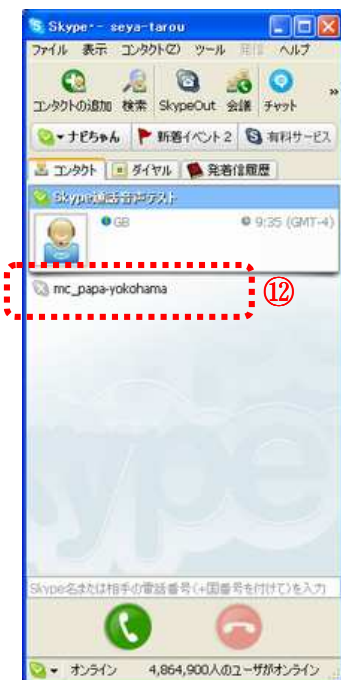 Skype™ - seya-tarou
ファイル 表示 コンタクト(Z) ツール 発信 ヘルプ
コンタクトの追加 検索 SkypeOut 会議 チャット »
ナビちゃん 新着イベント 2 有料サービス
コンタクト ダイヤル 発着信履歴
Skype通話音声テスト
GB 9:35 (GMT-4)
mc_papa-yokohama ⑫
Skype名または相手の電話番号(+国番号を付けて)を入力
オンライン 4,864,900人のユーザがオンライン